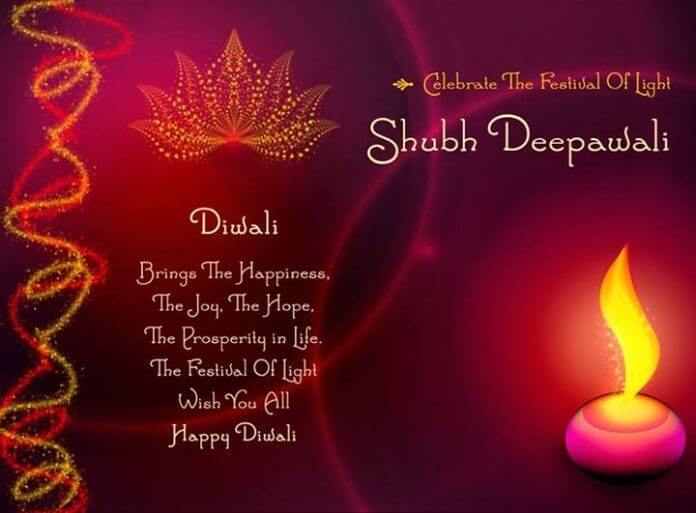 Celebrate The Festival Of Light
Shubh Deepawali
Diwali
Brings The Happiness,
The Joy, The Hope,
The Prosperity in Life.
The Festival Of Light
Wish You All
Happy Diwali